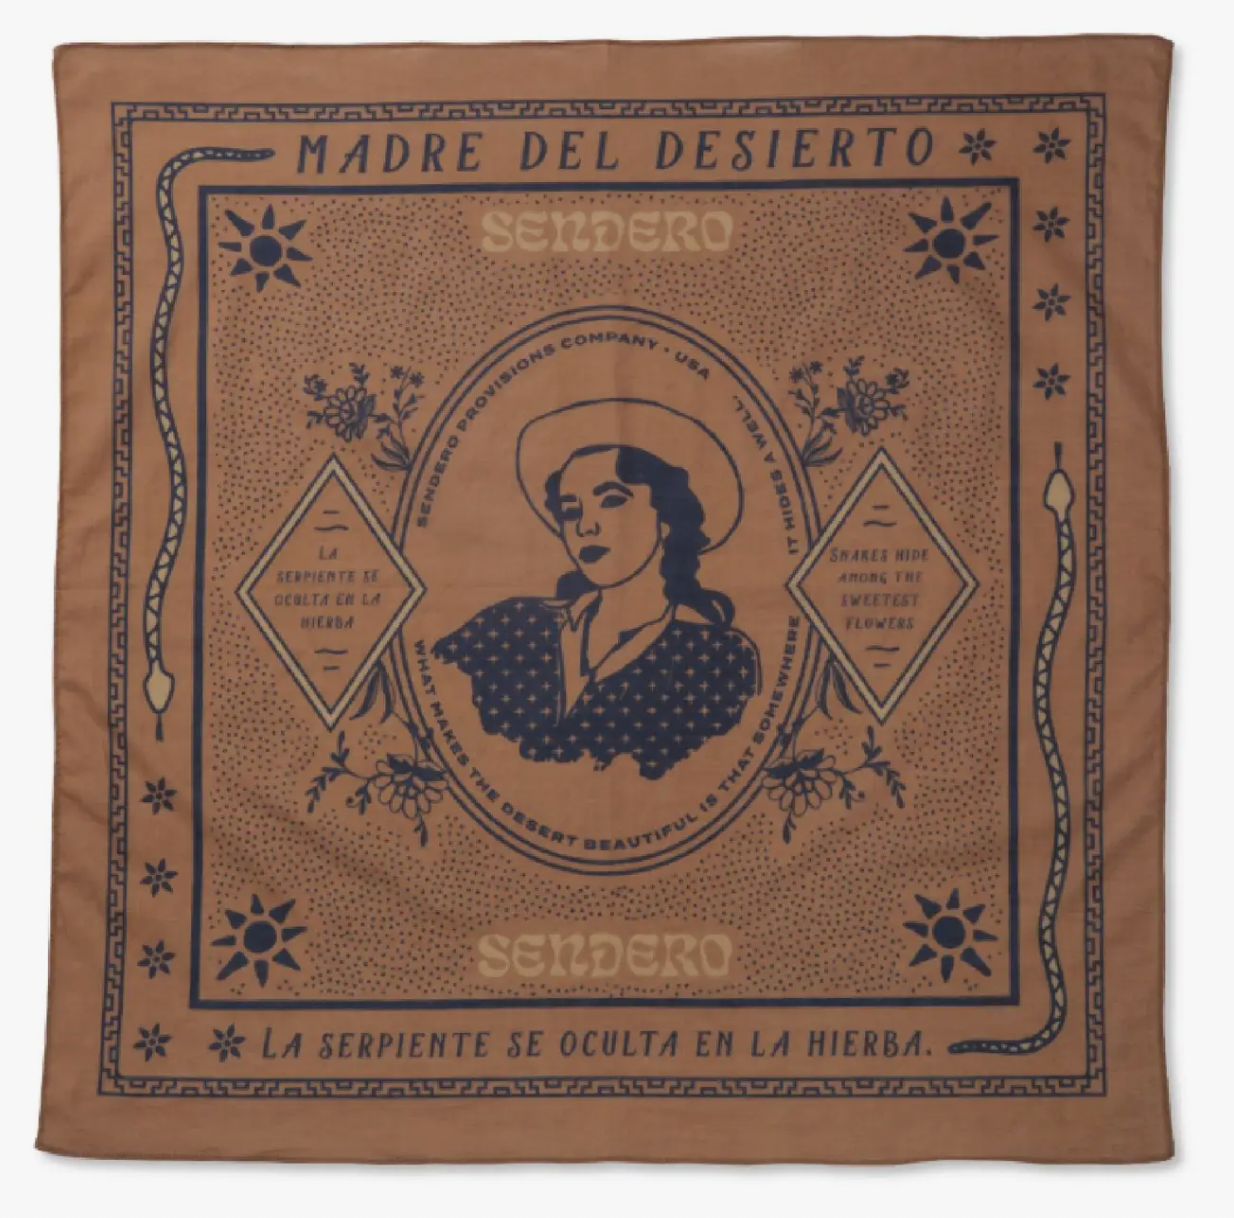 MADRE DEL DESIERTO
SENDERO
SENDERO PROVISIONS COMPANY • USA
WHAT MAKES THE DESERT BEAUTIFUL IS THAT SOMEWHERE
IT HIDES A WELL.
LA
SERPIENTE SE
OCULTA EN LA
HIERBA
SNAKES HIDE
AMONG THE
SWEETEST
FLOWERS
SENDERO
LA SERPIENTE SE OCULTA EN LA HIERBA.